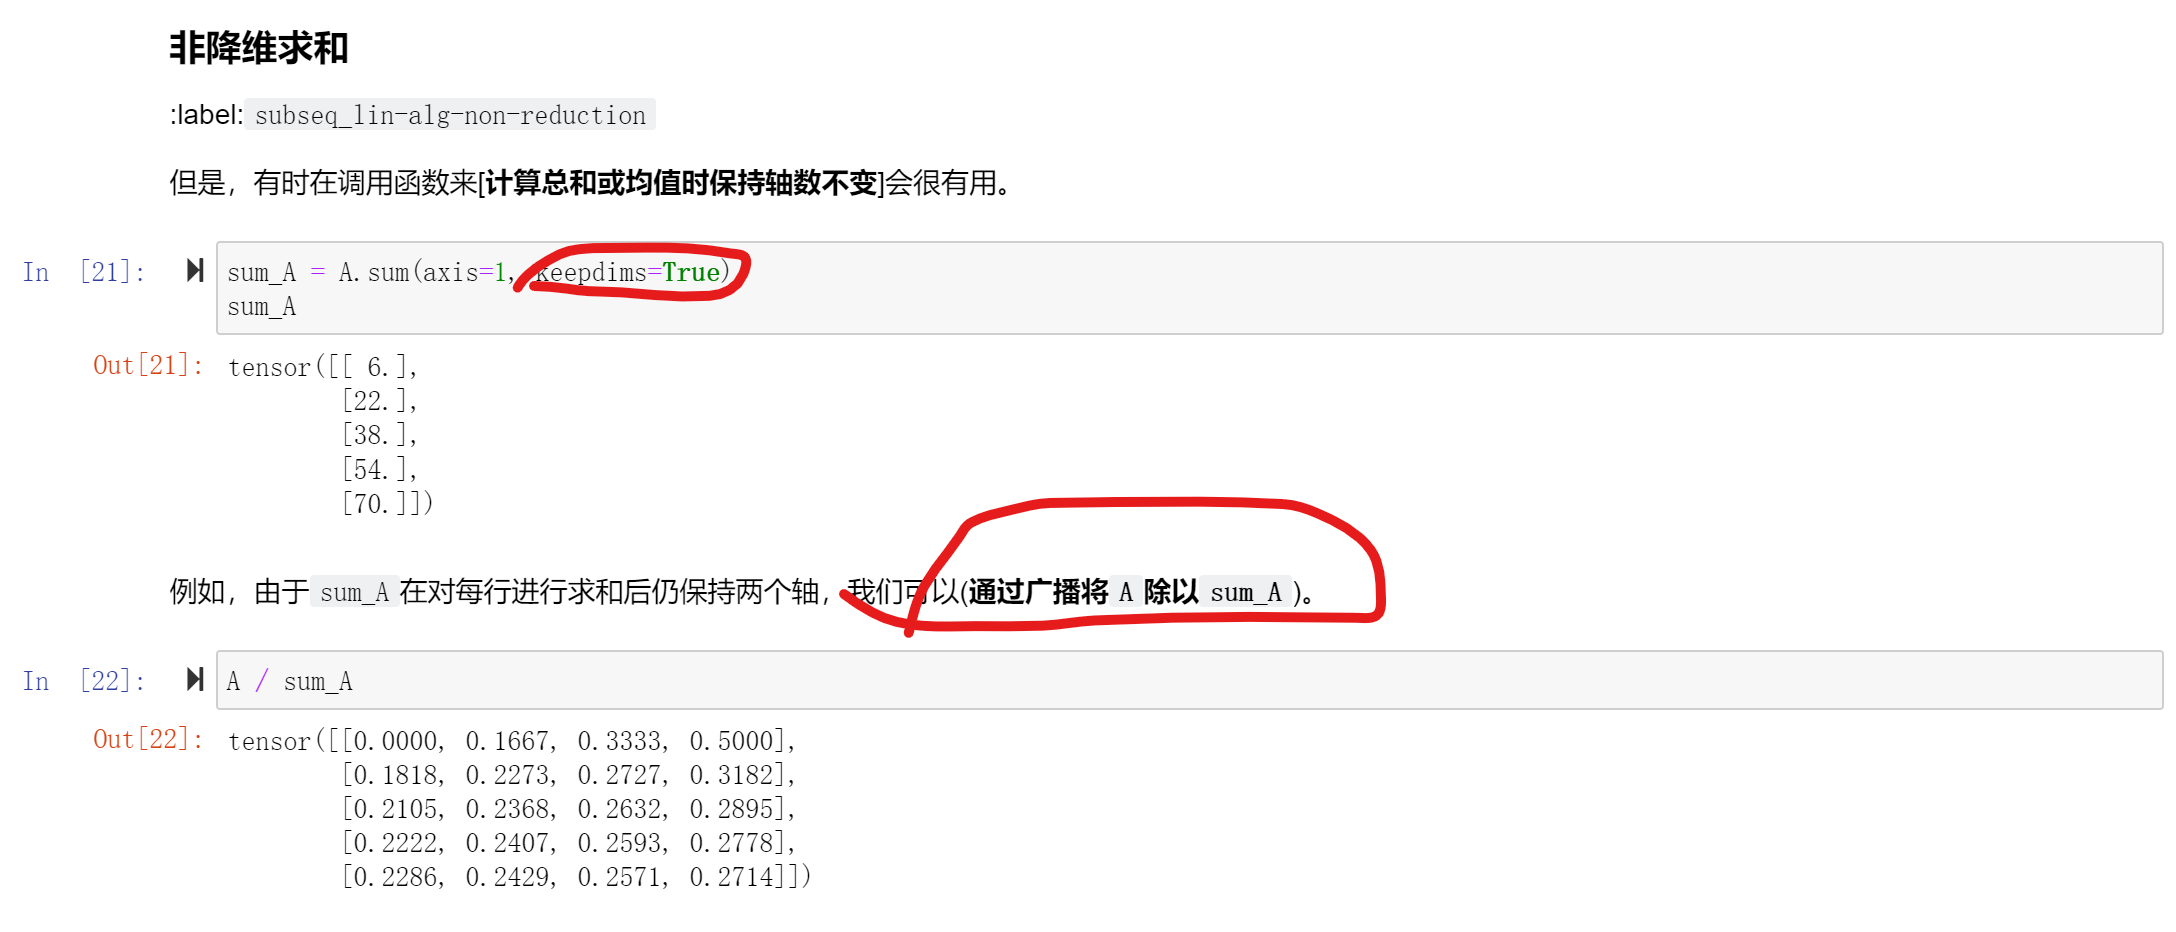 非降维求和
:label: subseq_lin-alg-non-reduction
但是，有时在调用函数来[计算总和或均值时保持轴数不变]会很有用。
In [21]: sum_A = A.sum(axis=1, keepdims=True)
sum_A
Out[21]: tensor([[ 6.],
[22.],
[38.],
[54.],
[70.]])
例如，由于 sum_A 在对每行进行求和后仍保持两个轴，我们可以(通过广播将 A 除以 sum_A )。
In [22]: A / sum_A
Out[22]: tensor([[0.0000, 0.1667, 0.3333, 0.5000],
[0.1818, 0.2273, 0.2727, 0.3182],
[0.2105, 0.2368, 0.2632, 0.2895],
[0.2222, 0.2407, 0.2593, 0.2778],
[0.2286, 0.2429, 0.2571, 0.2714]])